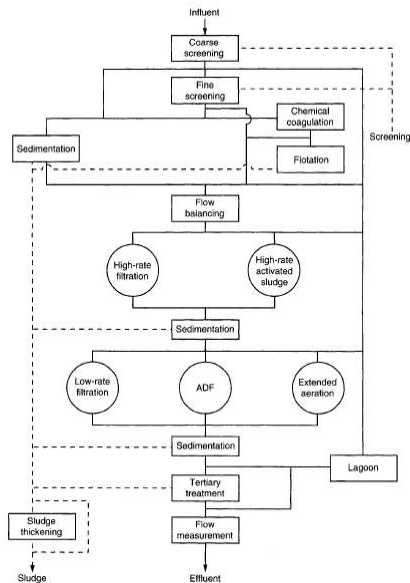 Influent
Coarse
screening
Fine
screening
Chemical
coagulation
Screening
Sedimentation
Flotation
Flow
balancing
High-rate
filtration
High-rate
activated
sludge
Sedimentation
Low-rate
filtration
ADF
Extended
aeration
Sedimentation
Lagoon
Tertiary
treatment
Sludge
thickening
Flow
measurement
Sludge
Effluent